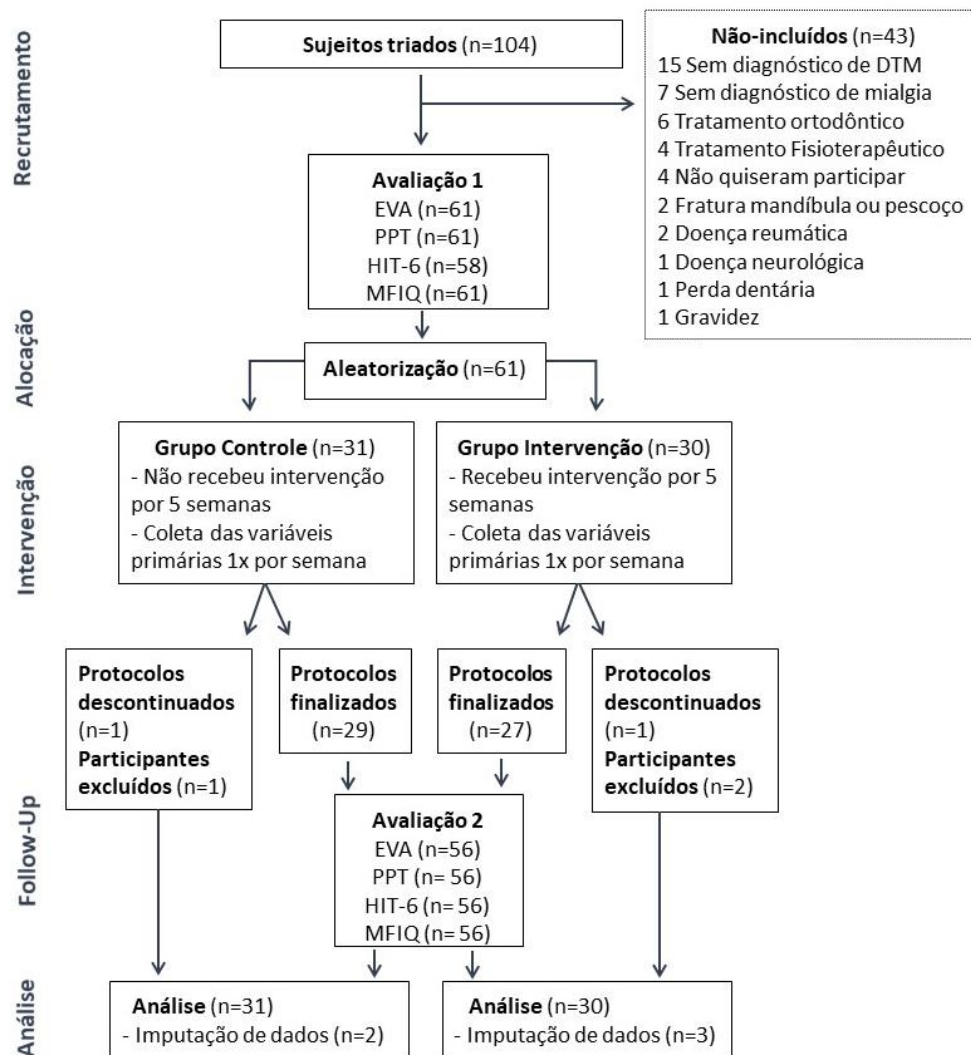 Recrutamento
Sujeitos triados (n=104)
Não-incluídos (n=43)
15 Sem diagnóstico de DTM
7 Sem diagnóstico de mialgia
6 Tratamento ortodôntico
4 Tratamento Fisioterapêutico
4 Não quiseram participar
2 Fratura mandíbula ou pescoço
2 Doença reumática
1 Doença neurológica
1 Perda dentária
1 Gravidez
Avaliação 1
EVA (n=61)
PPT (n=61)
HIT-6 (n=58)
MFIQ (n=61)
Alocação
Aleatorização (n=61)
Intervenção
Grupo Controle (n=31)
- Não recebeu intervenção
por 5 semanas
- Coleta das variáveis
primárias 1x por semana
Grupo Intervenção (n=30)
- Recebeu intervenção por 5
semanas
- Coleta das variáveis
primárias 1x por semana
Protocolos
descontinuados
(n=1)
Participantes
excluídos (n=1)
Protocolos
finalizados
(n=29)
Protocolos
finalizados
(n=27)
Protocolos
descontinuados
(n=1)
Participantes
excluídos (n=2)
Follow-Up
Avaliação 2
EVA (n=56)
PPT (n= 56)
HIT-6 (n= 56)
MFIQ (n= 56)
Análise
Análise (n=31)
- Imputação de dados (n=2)
Análise (n=30)
- Imputação de dados (n=3)